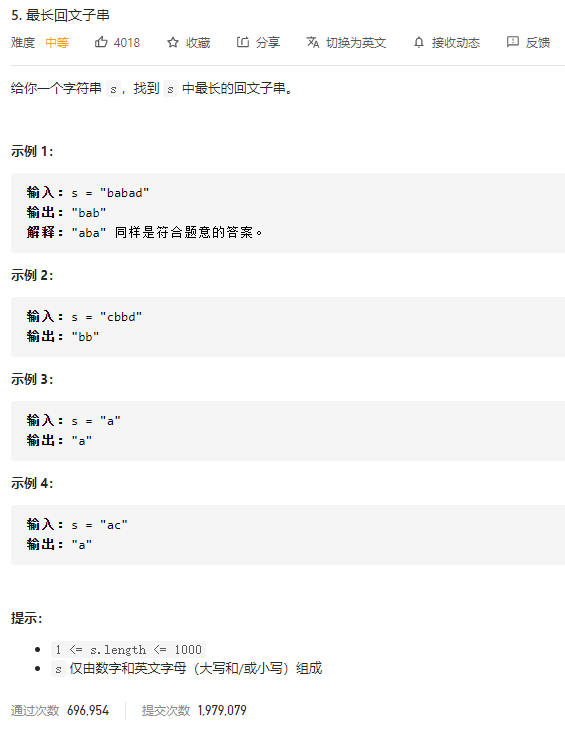 5. 最长回文子串
难度 中等 4018 收藏 分享 切换为英文 接收动态 反馈
给你一个字符串 s，找到 s 中最长的回文子串。
示例 1：
输入：s = "babad"
输出："bab"
解释："aba" 同样是符合题意的答案。
示例 2：
输入：s = "cbbd"
输出："bb"
示例 3：
输入：s = "a"
输出："a"
示例 4：
输入：s = "ac"
输出："a"
提示：
1 <= s.length <= 1000
s 仅由数字和英文字母（大写和/或小写）组成
通过次数 696,954 提交次数 1,979,079